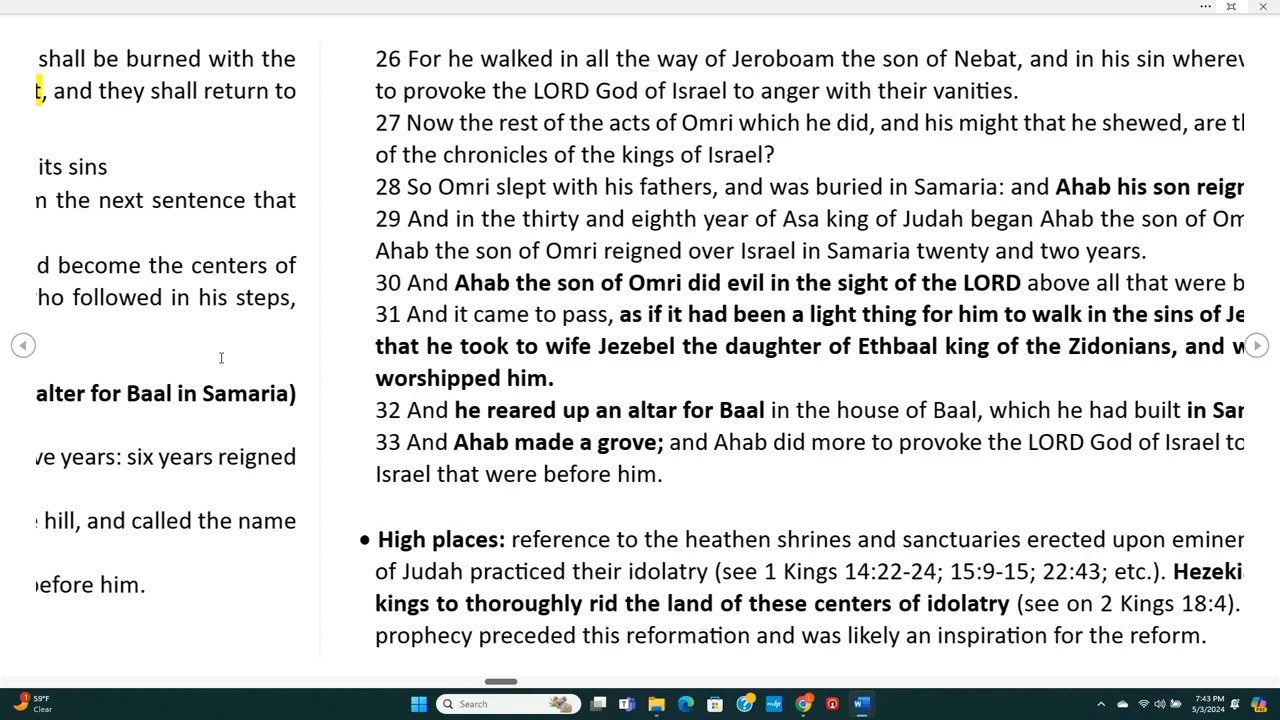 shall be burned with the
, and they shall return to
its sins
the next sentence that
become the centers of
followed in his steps,
alter for Baal in Samaria)
years: six years reigned
hill, and called the name
before him.
26 For he walked in all the way of Jeroboam the son of Nebat, and in his sin
to provoke the LORD God of Israel to anger with their vanities.
27 Now the rest of the acts of Omri which he did, and his might that he shewed, are
of the chronicles of the kings of Israel?
28 So Omri slept with his fathers, and was buried in Samaria: and Ahab his son
29 And in the thirty and eighth year of Asa king of Judah began Ahab the son of
Ahab the son of Omri reigned over Israel in Samaria twenty and two years.
30 And Ahab the son of Omri did evil in the sight of the LORD above all that were
31 And it came to pass, as if it had been a light thing for him to walk in the sins of
that he took to wife Jezebel the daughter of Ethbaal king of the Zidonians, and
worshipped him.
32 And he reared up an altar for Baal in the house of Baal, which he had built in
33 And Ahab made a grove; and Ahab did more to provoke the LORD God of Israel to
Israel that were before him.
• High places: reference to the heathen shrines and sanctuaries erected upon
of Judah practiced their idolatry (see 1 Kings 14:22-24; 15:9-15; 22:43; etc.).
kings to thoroughly rid the land of these centers of idolatry (see on 2 Kings 18:4).
prophecy preceded this reformation and was likely an inspiration for the reform.
1
59°F
Clear
Search
7:43 PM
5/3/2024